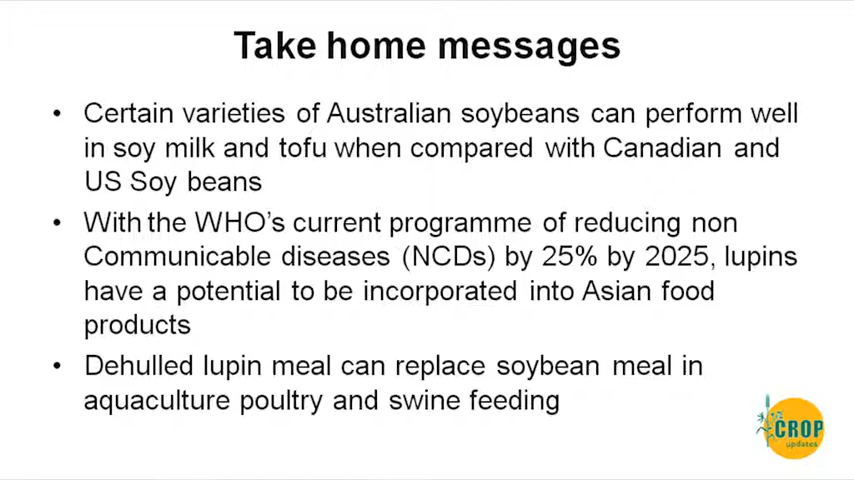 Take home messages
• Certain varieties of Australian soybeans can perform well
in soy milk and tofu when compared with Canadian and
US Soy beans
• With the WHO’s current programme of reducing non
Communicable diseases (NCDs) by 25% by 2025, lupins
have a potential to be incorporated into Asian food
products
• Dehulled lupin meal can replace soybean meal in
aquaculture poultry and swine feeding
CROP
updates